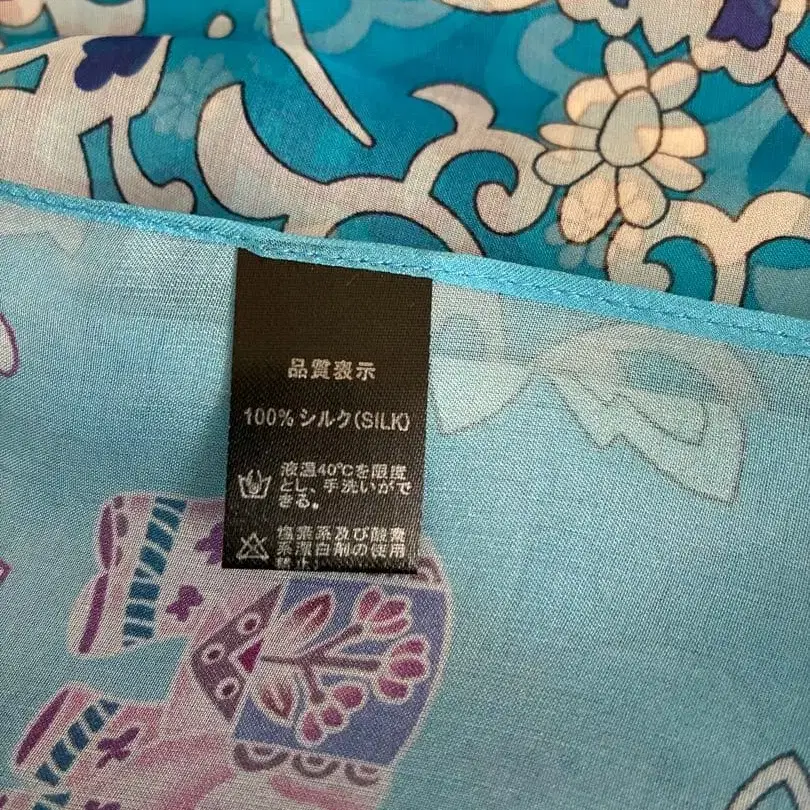 品質表示
100% シルク(SILK)
液温40℃を限度
とし、手洗いがで
きる。
塩素系及び酸素
系漂白剤の使用
禁止